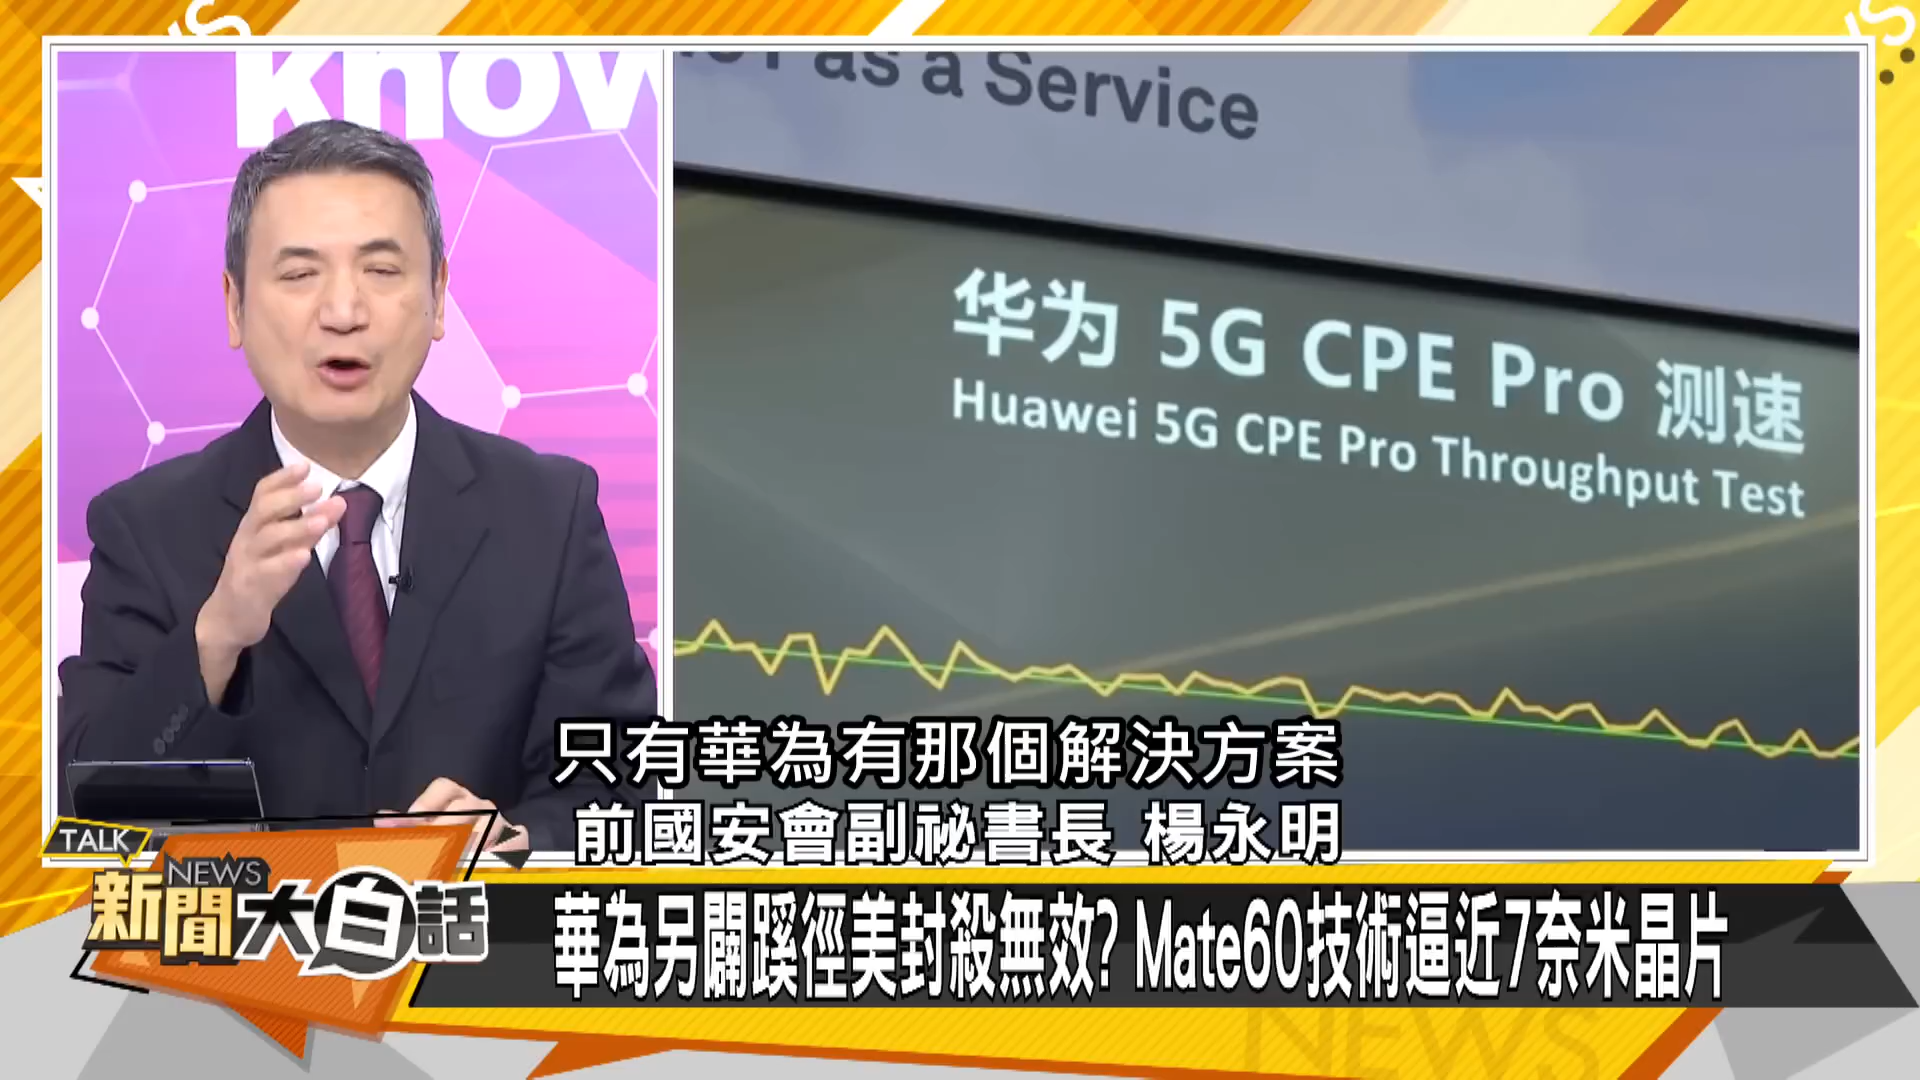 know
as a Service
华为 5G CPE Pro 测速
Huawei 5G CPE Pro Throughput Test
只有華為有那個解決方案
前國安會副祕書長 楊永明
TALK
NEWS
新聞大白話
華為另闢蹊徑美封殺無效? Mate60技術逼近7奈米晶片
NEWS